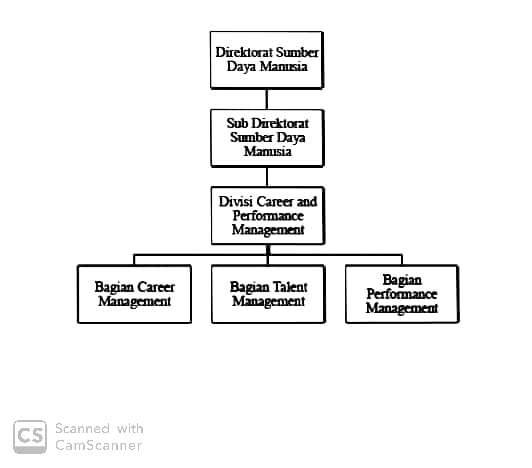 Direktorat Sumber
Daya Manusia
Sub Direktorat
Sumber Daya
Manusia
Divisi Career and
Performance
Management
Bagian Career
Management
Bagian Talent
Management
Bagian
Performance
Management
CS
Scanned with
CamScanner